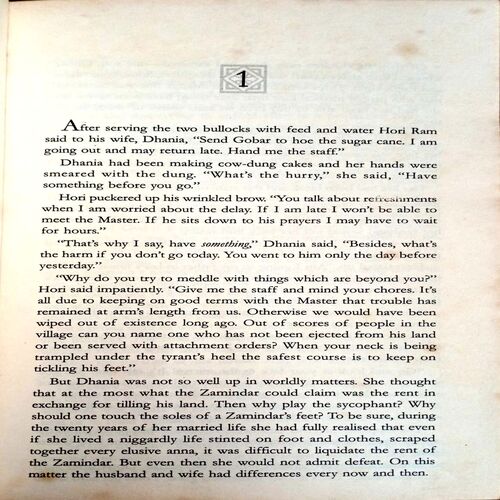 1
After serving the two bullocks with feed and water Hori Ram
said to his wife, Dhania, “Send Gobar to hoe the sugar cane. I am
going out and may return late. Hand me the staff.”
Dhania had been making cow-dung cakes and her hands were
smeared with the dung. “What’s the hurry,” she said, “Have
something before you go.”
Hori puckered up his wrinkled brow. “You talk about refreshments
when I am worried about the delay. If I am late I won’t be able to
meet the Master. If he sits down to his prayers I may have to wait
for hours.”
“That’s why I say, have something,” Dhania said, “Besides, what’s
the harm if you don’t go today. You went to him only the day before
yesterday.”
“Why do you try to meddle with things which are beyond you?”
Hori said impatiently. “Give me the staff and mind your chores. It’s
all due to keeping on good terms with the Master that trouble has
remained at arm’s length from us. Otherwise we would have been
wiped out of existence long ago. Out of scores of people in the
village can you name one who has not been ejected from his land
or been served with attachment orders? When your neck is being
trampled under the tyrant’s heel the safest course is to keep on
tickling his feet.”
But Dhania was not so well up in worldly matters. She thought
that at the most what the Zamindar could claim was the rent in
exchange for tilling his land. Then why play the sycophant? Why
should one touch the soles of a Zamindar’s feet? To be sure, during
the twenty years of her married life she had fully realised that even
if she lived a niggardly life stinted on foot and clothes, scraped
together every elusive anna, it was difficult to liquidate the rent of
the Zamindar. But even then she would not admit defeat. On this
matter the husband and wife had differences every now and then.